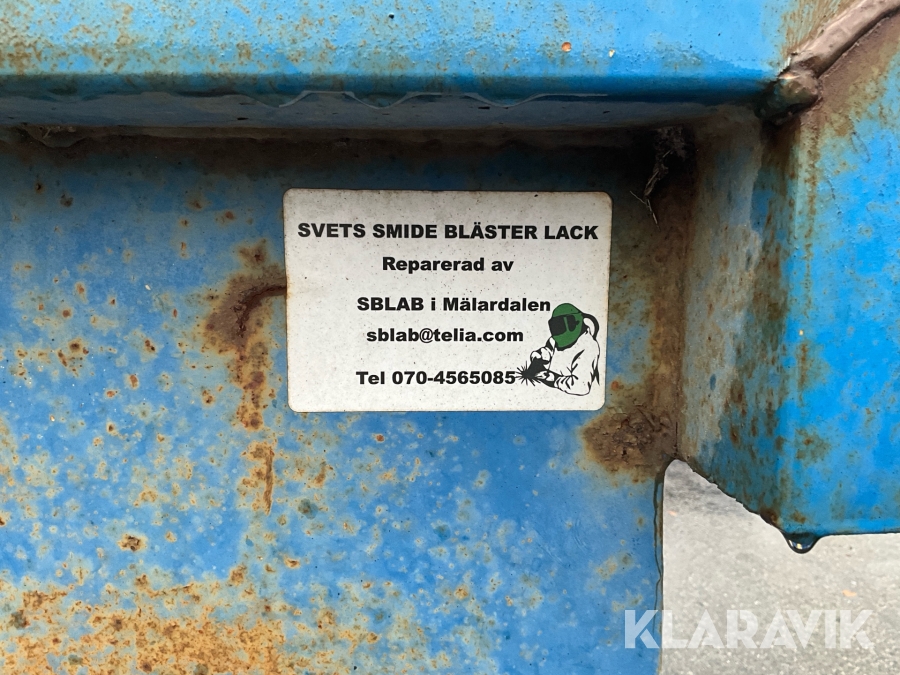 SVETS SMIDE BLÄSTER LACK
Reparerad av
SBLAB i Mälardalen
sblab@telia.com
Tel 070-4565085
KLARAVIK